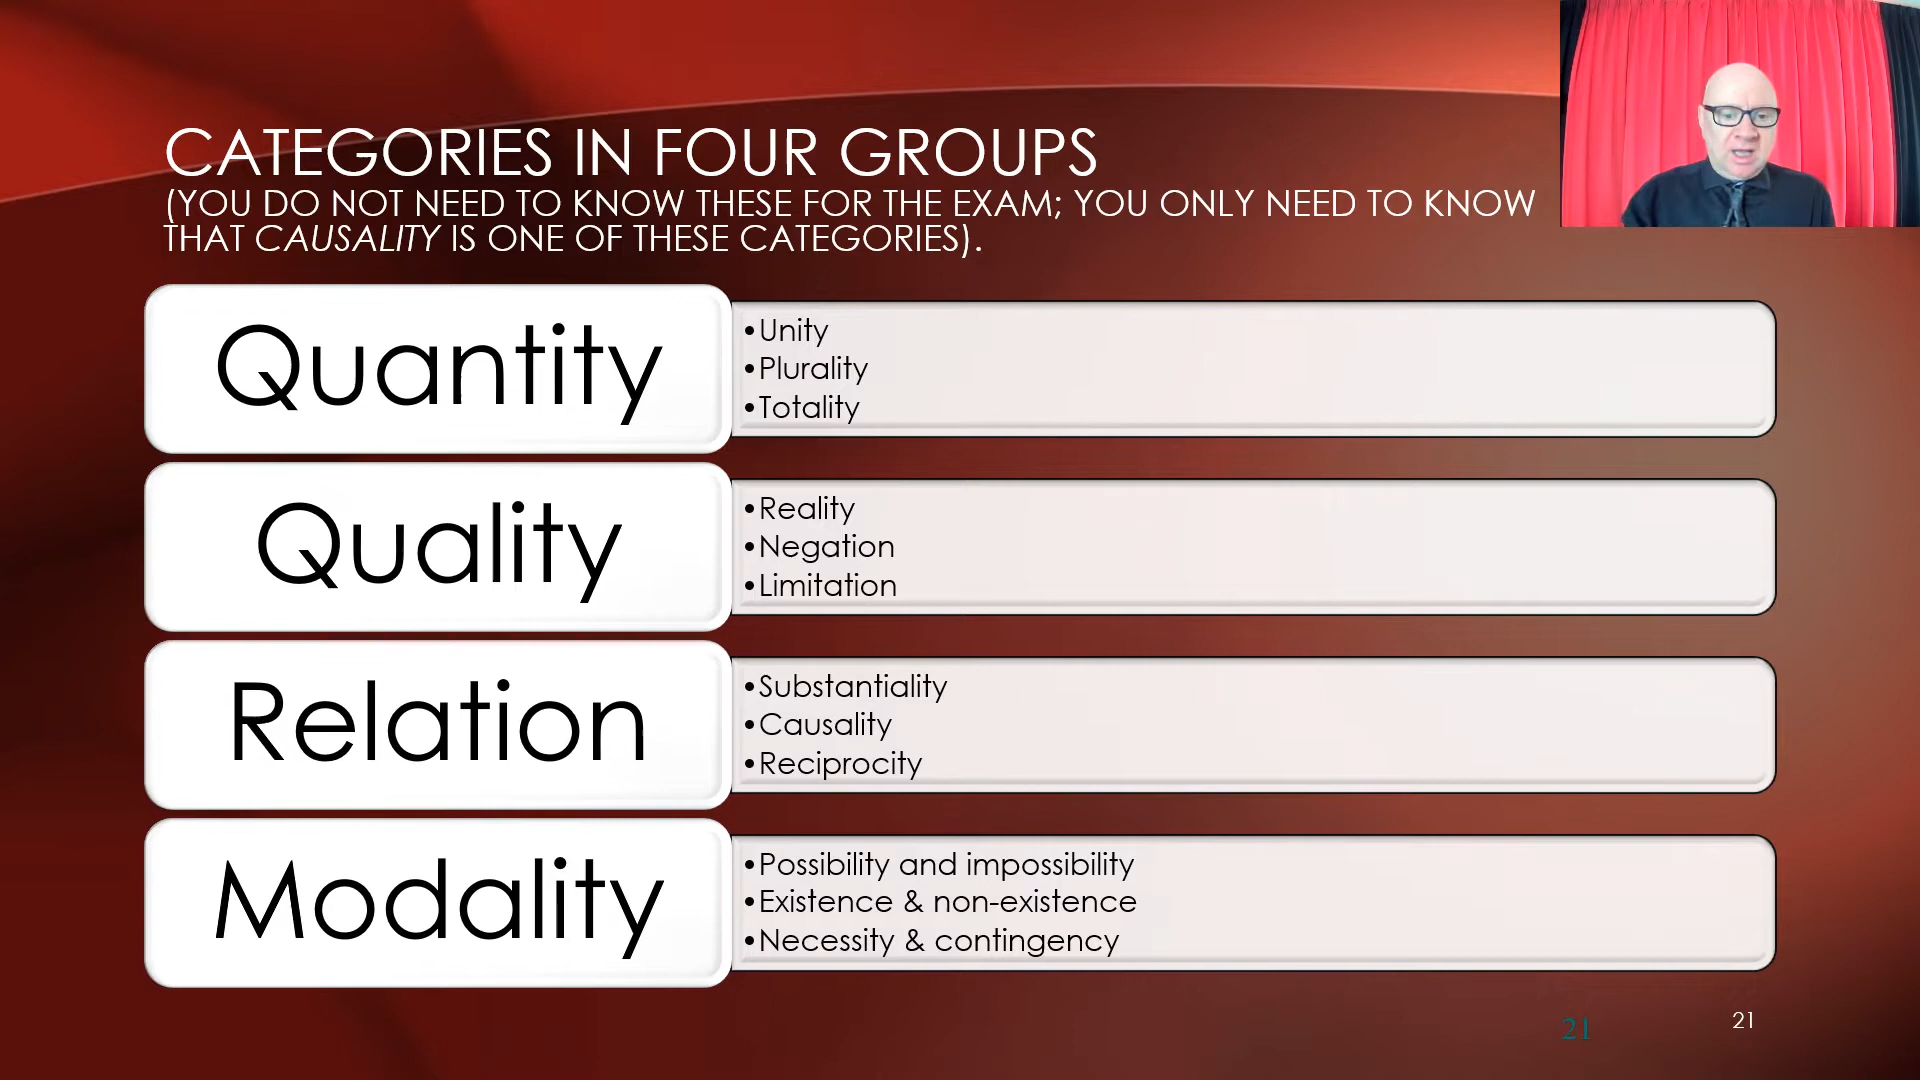 CATEGORIES IN FOUR GROUPS
(YOU DO NOT NEED TO KNOW THESE FOR THE EXAM; YOU ONLY NEED TO KNOW
THAT CAUSALITY IS ONE OF THESE CATEGORIES).
Quantity
•Unity
•Plurality
•Totality
Quality
•Reality
•Negation
•Limitation
Relation
•Substantiality
•Causality
•Reciprocity
Modality
•Possibility and impossibility
•Existence & non-existence
•Necessity & contingency
21
21